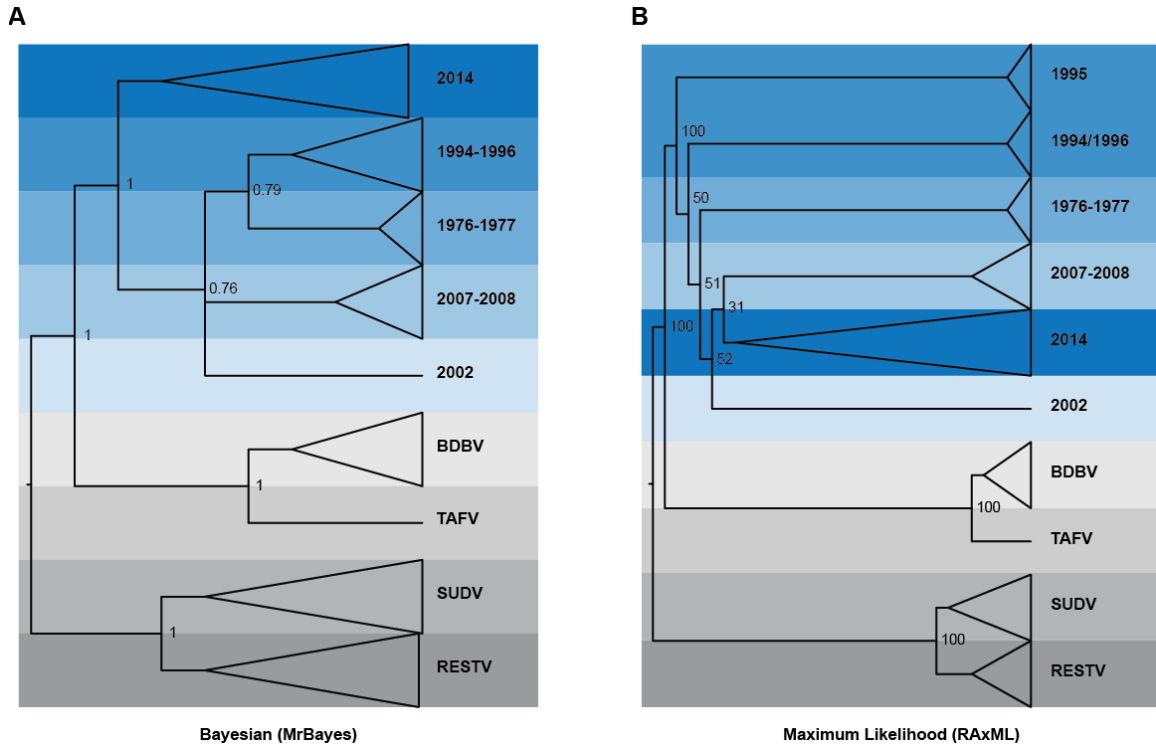 A
2014
1994-1996
0.79
1
1976-1977
0.76
2007-2008
1
2002
BDBV
1
TAFV
SUDV
1
RESTV
Bayesian (MrBayes)
B
1995
100
1994/1996
50
1976-1977
2007-2008
51
31
100
2014
52
2002
BDBV
100
TAFV
SUDV
100
RESTV
Maximum Likelihood (RAxML)